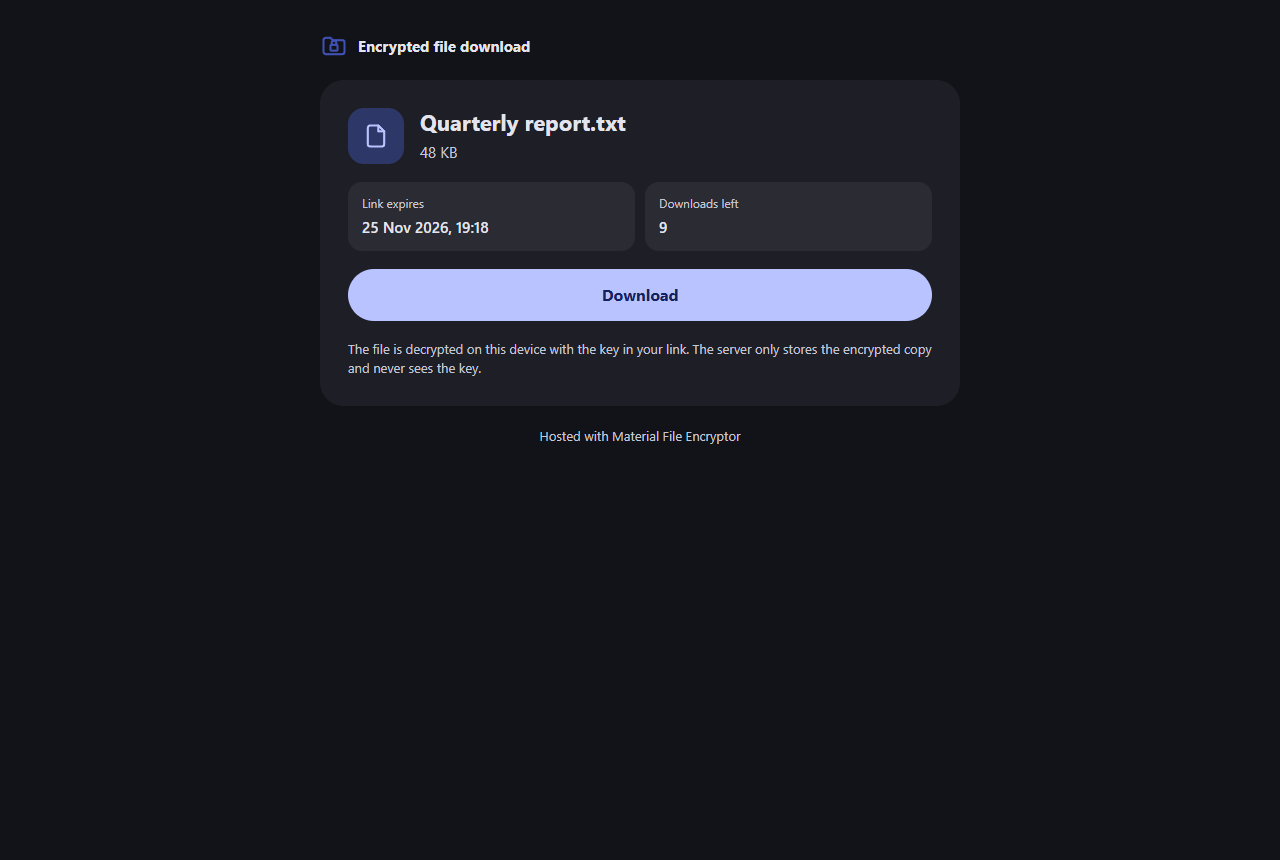 Encrypted file download
Quarterly report.txt
48 KB
Link expires
25 Nov 2026, 19:18
Downloads left
9
Download
The file is decrypted on this device with the key in your link. The server only stores the encrypted copy
and never sees the key.
Hosted with Material File Encryptor